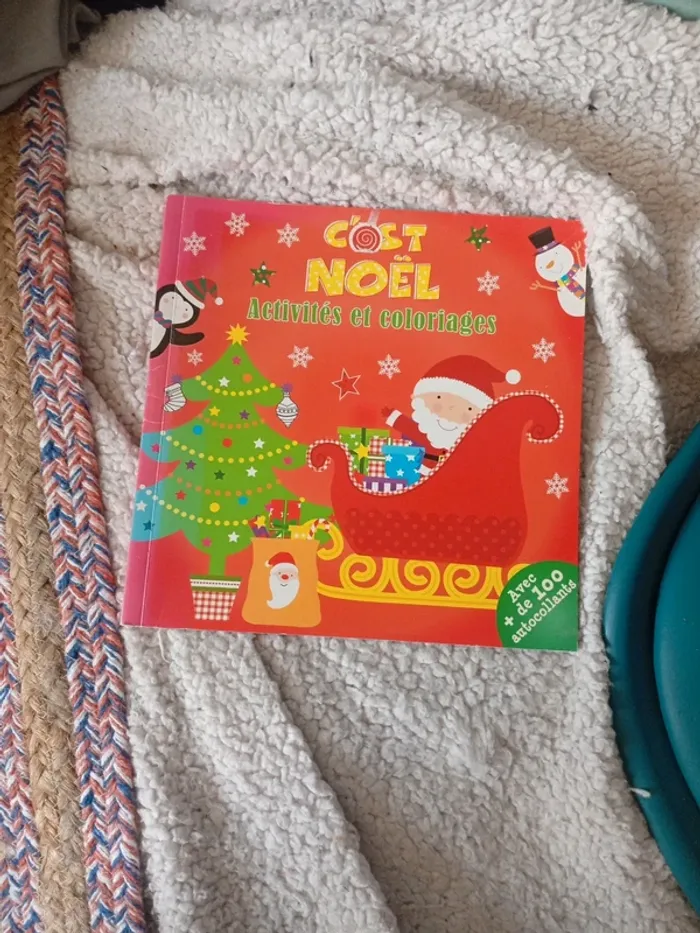 C'EST
NOËL
Activités et coloriages
Avec
+ de 100
autocollants